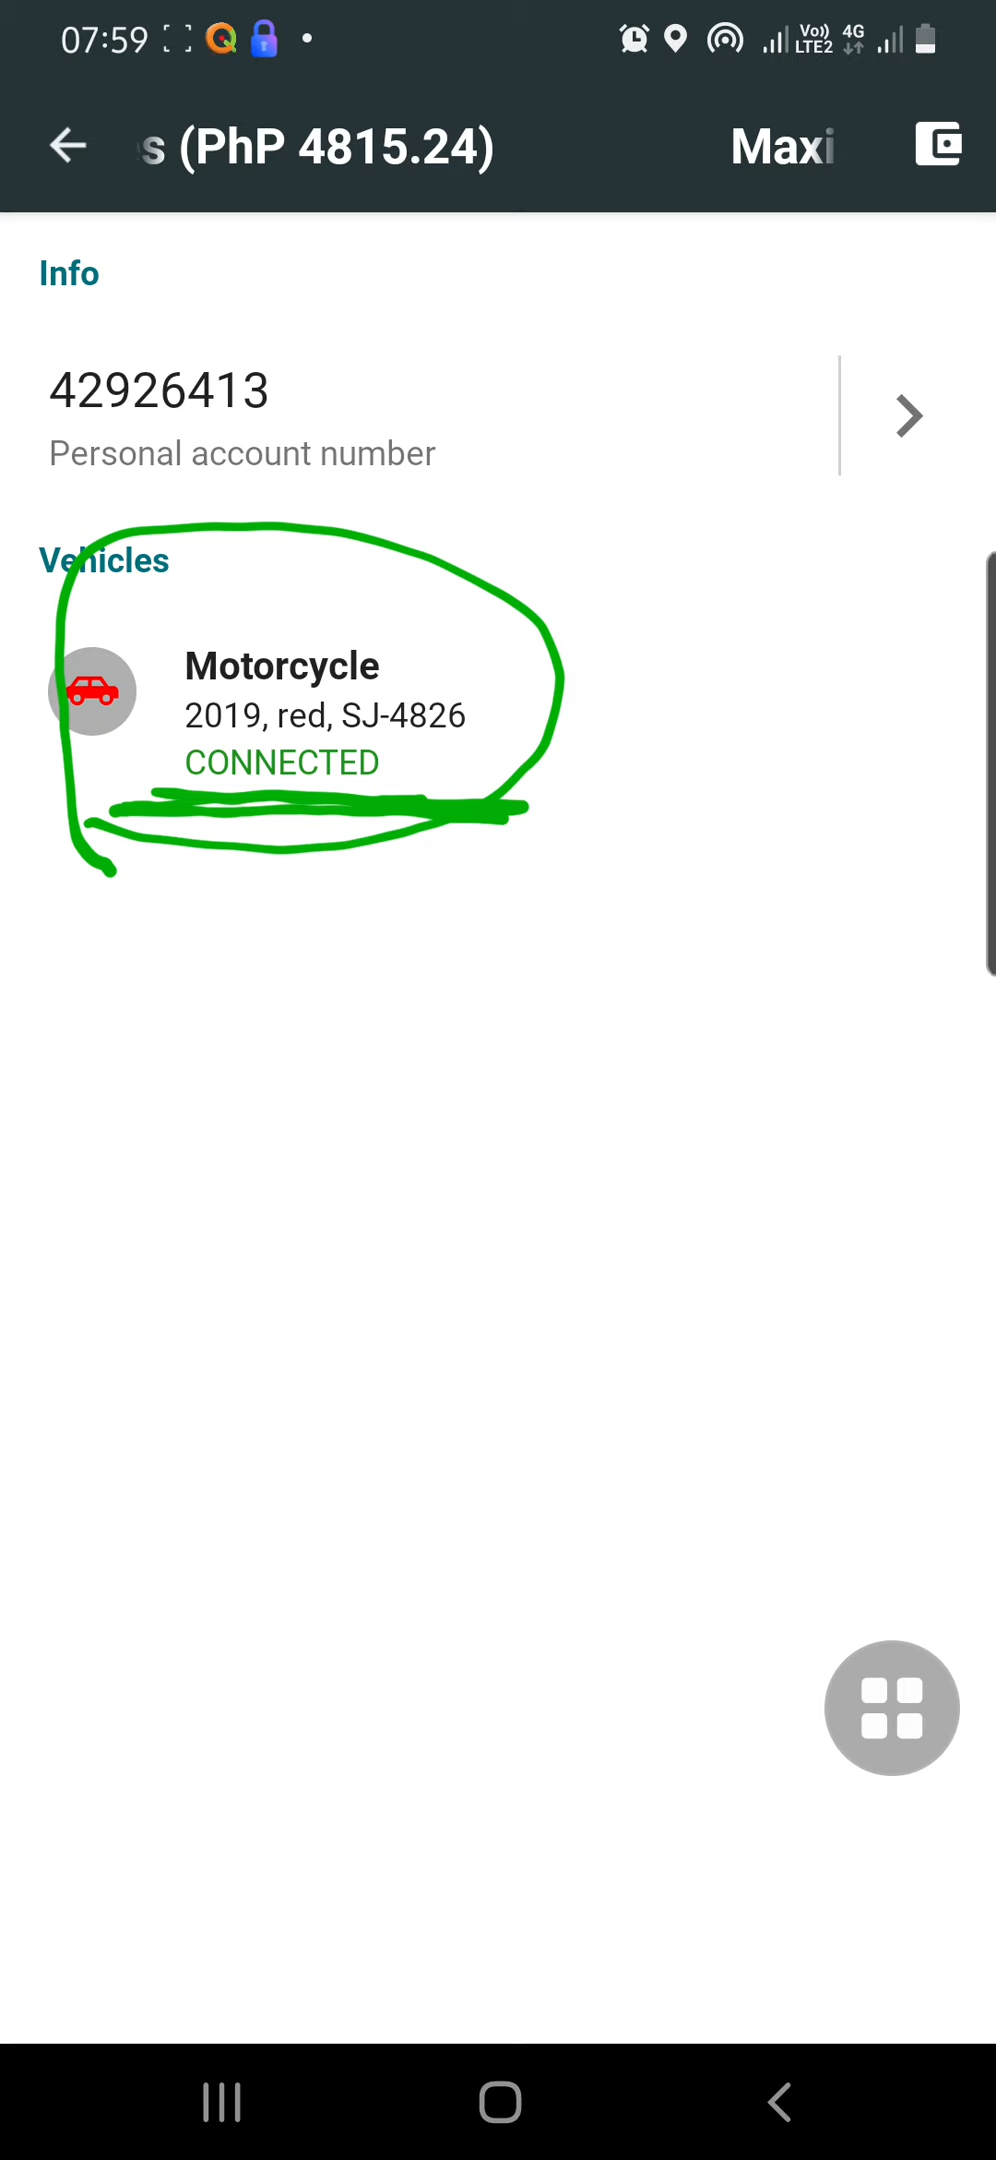 07:59
Vo)) LTE2 4G
s (PhP 4815.24) Maxi
Info
42926413
Personal account number
Vehicles
Motorcycle
2019, red, SJ-4826
CONNECTED